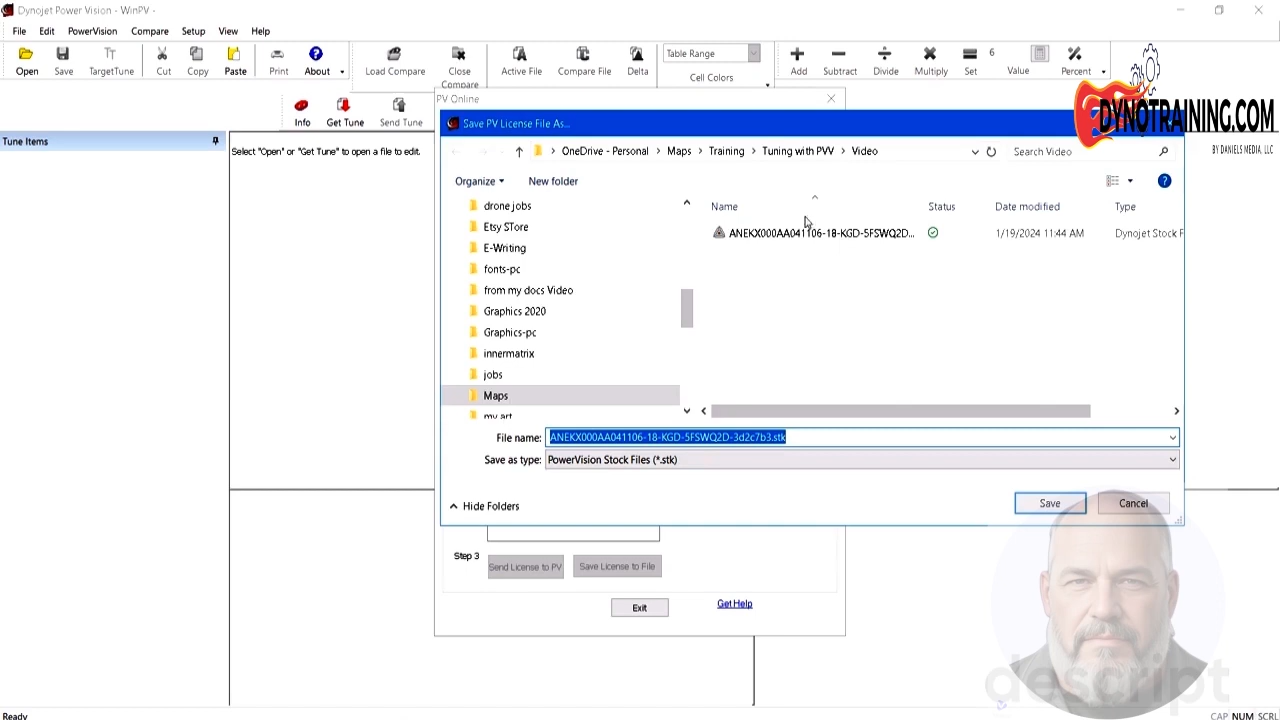 Dynojet Power Vision - WinPV -
File Edit PowerVision Compare Setup View Help
Open Save TargetTune Cut Copy Paste Print About Load Compare Close Compare Active File Compare File Delta Table Range Cell Colors Add Subtract Divide Multiply Set 6 Value Percent
Info Get Tune Send Tune
PV Online
DYNOTRAINING.COM
BY DANIELS MEDIA, LLC
Tune Items
Select "Open" or "Get Tune" to open a file to edit.
Save PV License File As...
OneDrive - Personal > Maps > Training > Tuning with PVV > Video
Search Video
Organize New folder
drone jobs
Etsy STore
E-Writing
fonts-pc
from my docs Video
Graphics 2020
Graphics-pc
innermatrix
jobs
Maps
my art
Name Status Date modified Type
ANEKX000AA041106-18-KGD-5FSWQ2D... 1/19/2024 11:44 AM Dynojet Stock F
File name: ANEKX000AA041106-18-KGD-5FSWQ2D-3d2c7b3.stk
Save as type: PowerVision Stock Files (*.stk)
Hide Folders
Save Cancel
Step 3 Send License to PV Save License to File
Exit Get Help
descript
Ready
CAP NUM SCRL